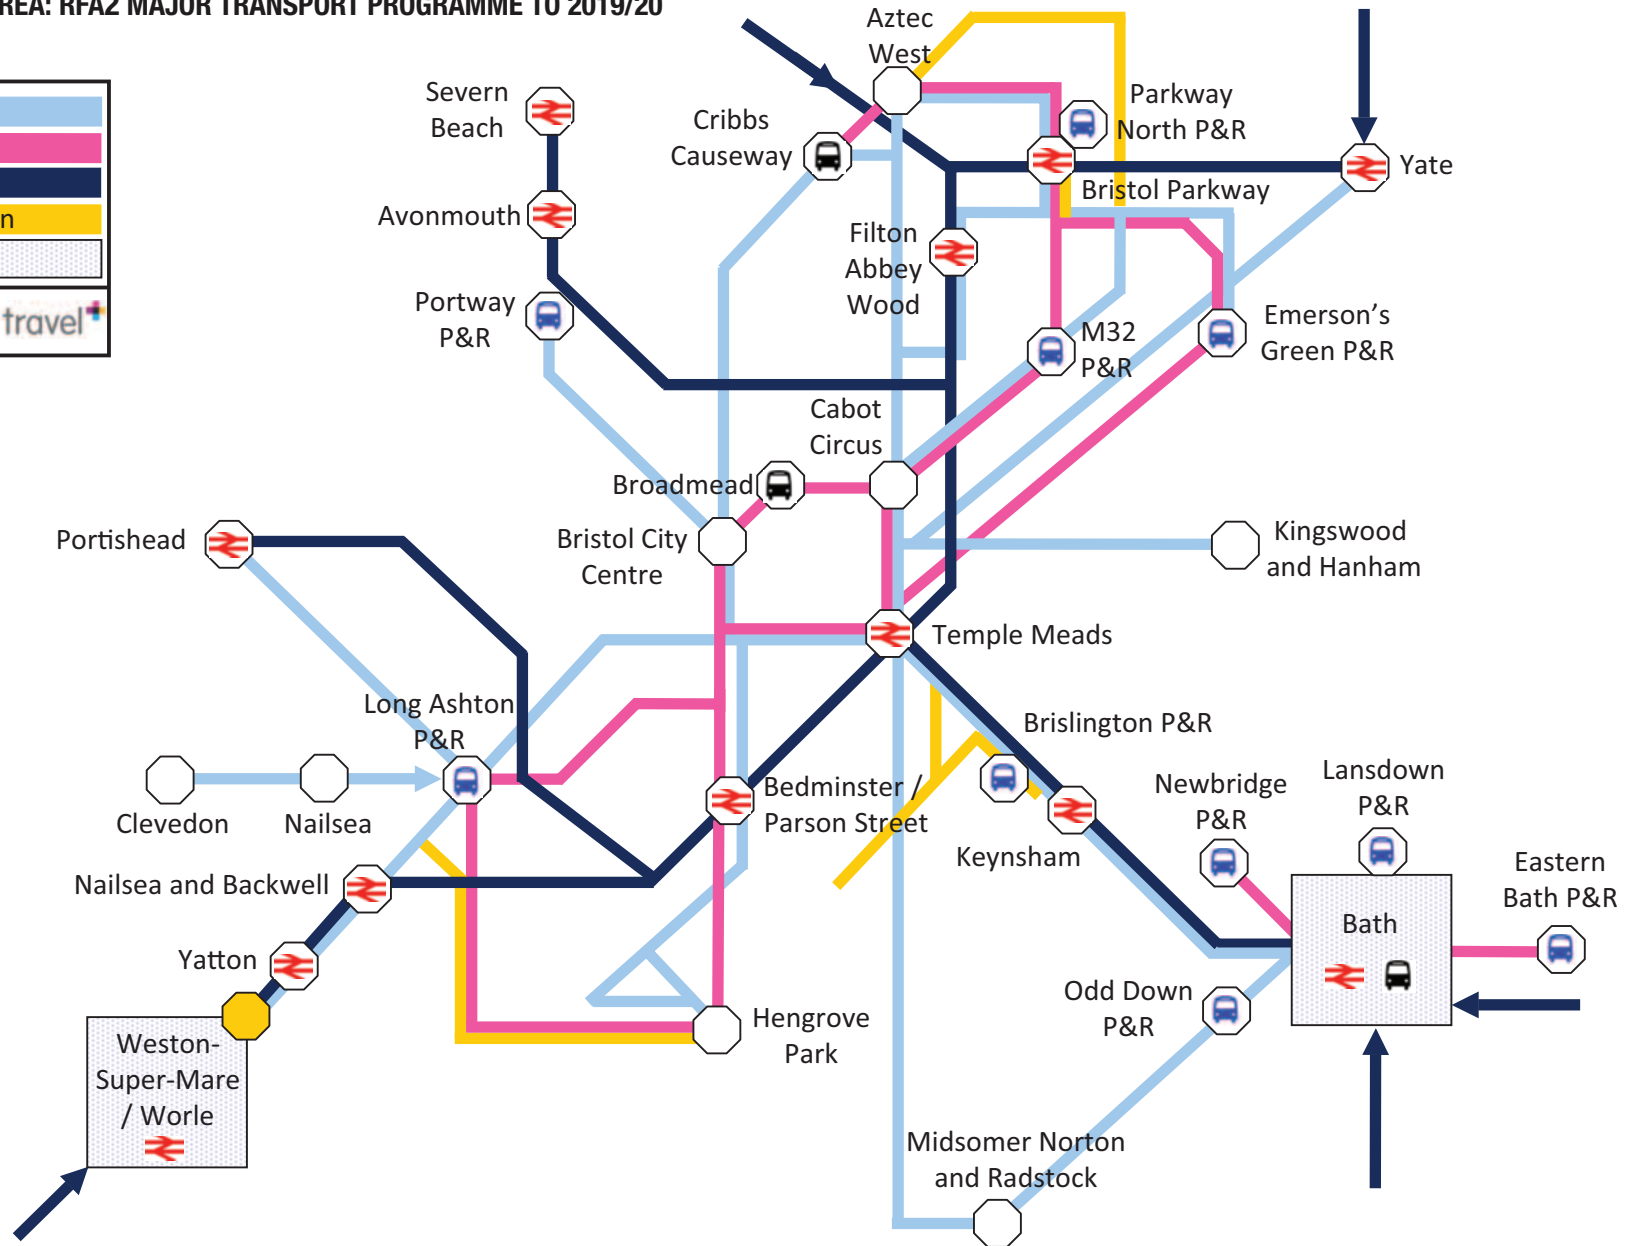 REA: RFA2 MAJOR TRANSPORT PROGRAMME TO 2019/20
n
travel+
Aztec
West
Severn
Beach
Parkway
North P&R
Cribbs
Causeway
Yate
Bristol Parkway
Avonmouth
Filton
Abbey
Wood
Portway
P&R
Emerson's
Green P&R
M32
P&R
Cabot
Circus
Broadmead
Portishead
Bristol City
Centre
Kingswood
and Hanham
Temple Meads
Long Ashton
P&R
Brislington P&R
Clevedon
Nailsea
Bedminster /
Parson Street
Newbridge
P&R
Lansdown
P&R
Keynsham
Eastern
Bath P&R
Nailsea and Backwell
Bath
Yatton
Odd Down
P&R
Hengrove
Park
Weston-
Super-Mare
/ Worle
Midsomer Norton
and Radstock